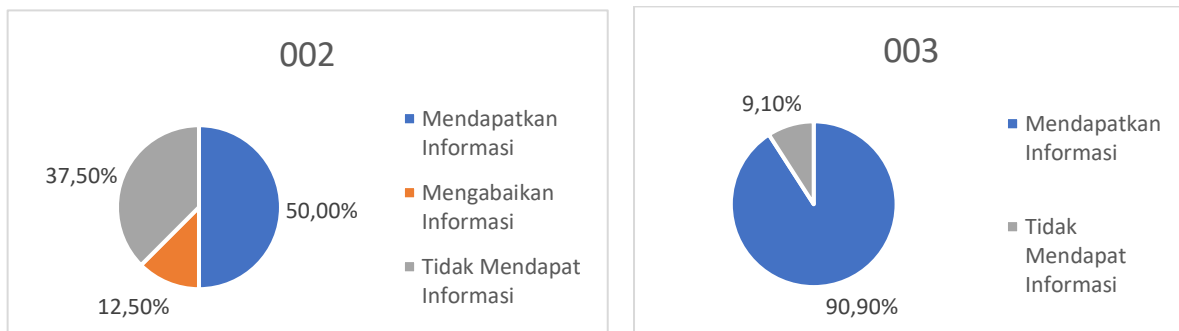 002
37,50%
50,00%
12,50%
Mendapatkan
Informasi
Mengabaikan
Informasi
Tidak Mendapat
Informasi
003
9,10%
90,90%
Mendapatkan
Informasi
Tidak
Mendapat
Informasi